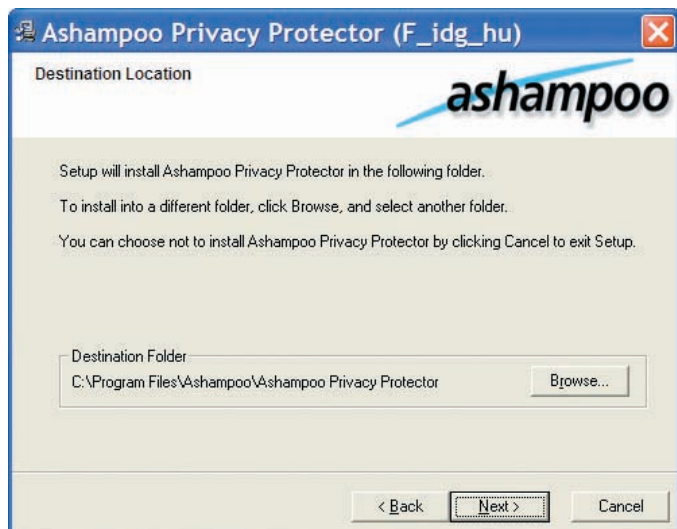 Ashampoo Privacy Protector (F_idg_hu)
Destination Location
ashampoo
Setup will install Ashampoo Privacy Protector in the following folder.
To install into a different folder, click Browse, and select another folder.
You can choose not to install Ashampoo Privacy Protector by clicking Cancel to exit Setup.
Destination Folder
C:\Program Files\Ashampoo\Ashampoo Privacy Protector
Browse...
< Back
Next >
Cancel